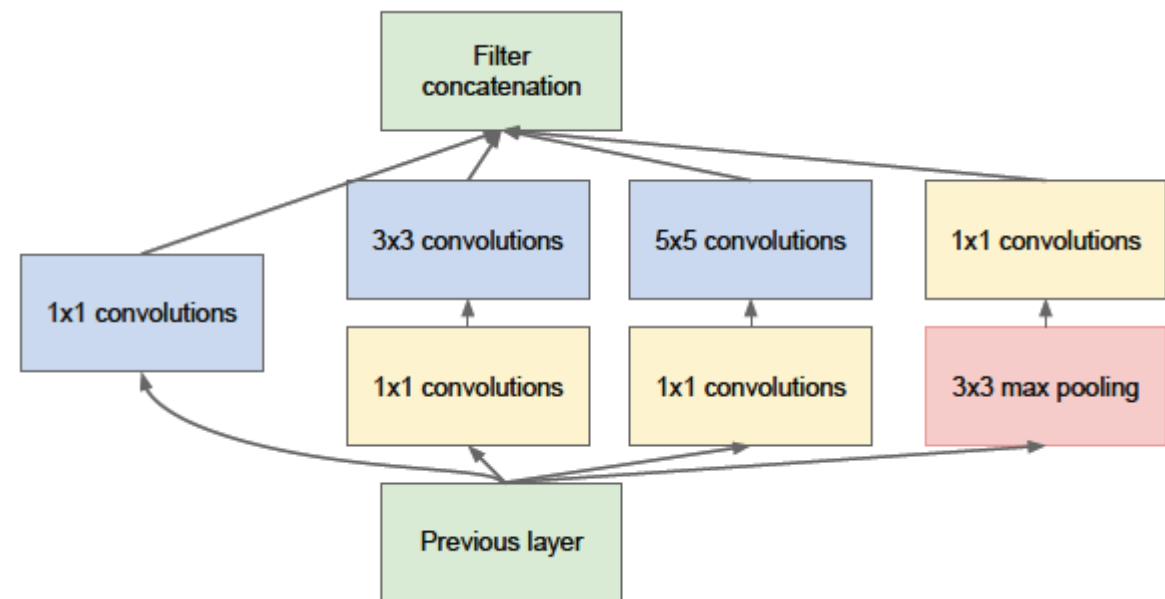 Filter
concatenation
3x3 convolutions
5x5 convolutions
1x1 convolutions
1x1 convolutions
1x1 convolutions
1x1 convolutions
3x3 max pooling
Previous layer